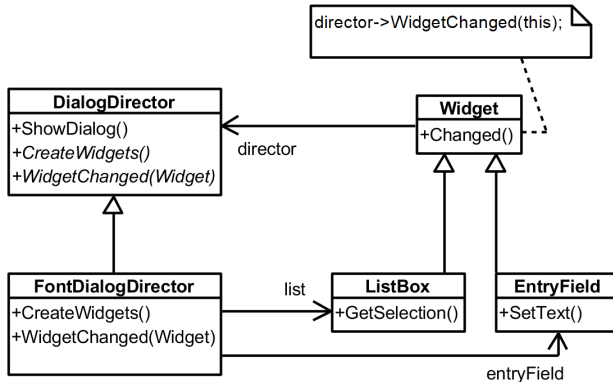 director->WidgetChanged(this);
DialogDirector
+ShowDialog()
+CreateWidgets()
+WidgetChanged(Widget)
Widget
+Changed()
director
FontDialogDirector
+CreateWidgets()
+WidgetChanged(Widget)
list
ListBox
+GetSelection()
EntryField
+SetText()
entryField